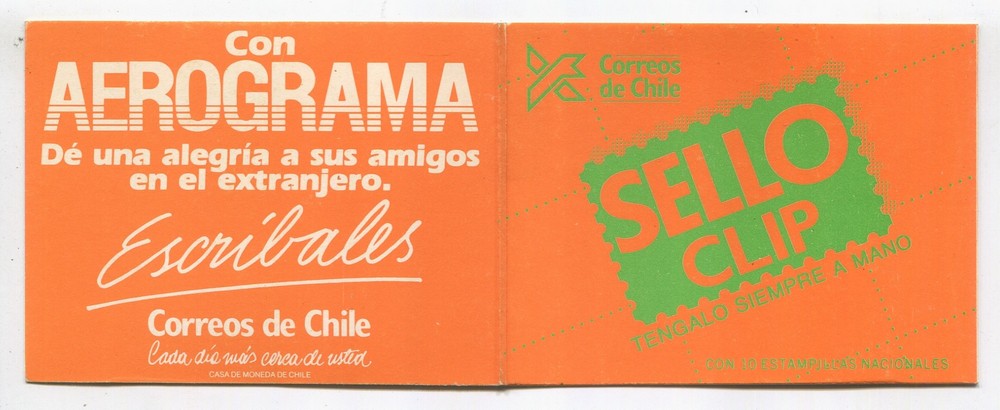 Con
AEROGRAMA
Dé una alegría a sus amigos
en el extranjero.
Escríbales
Correos de Chile
Cada día más cerca de usted
CASA DE MONEDA DE CHILE
Correos
de Chile
SELLO
CLIP
TENGALO SIEMPRE A MANO
CON 10 ESTAMPILLAS NACIONALES